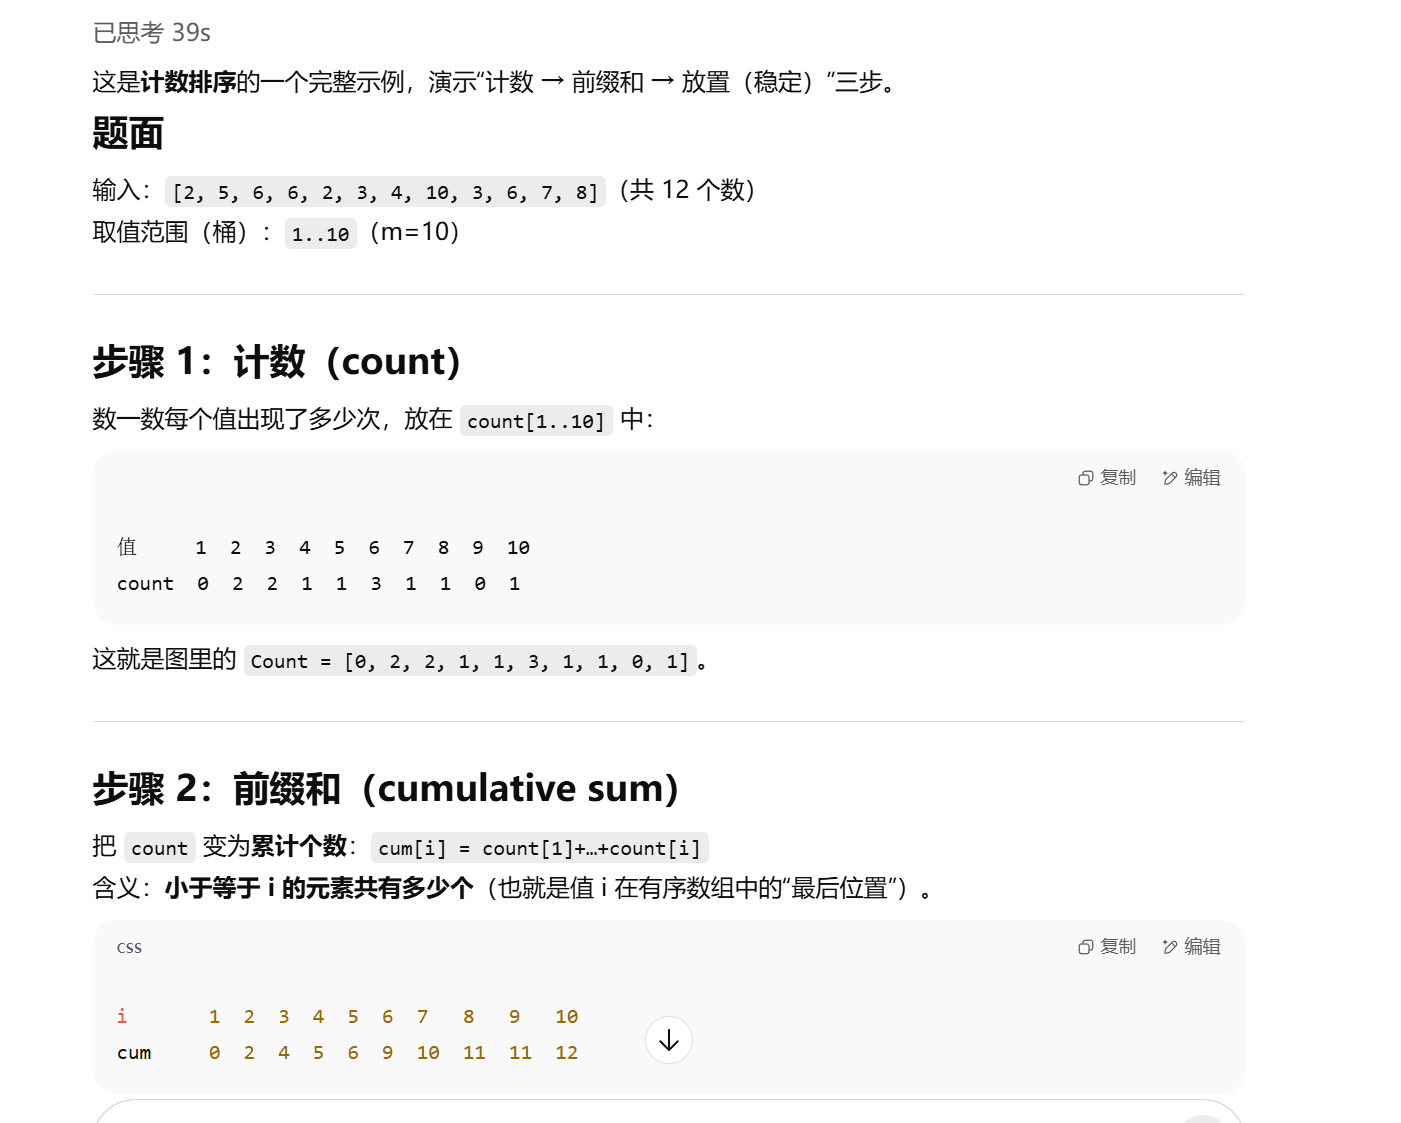 已思考 39s
这是计数排序的一个完整示例，演示“计数 → 前缀和 → 放置（稳定）”三步。
题面
输入：[2, 5, 6, 6, 2, 3, 4, 10, 3, 6, 7, 8]（共 12 个数）
取值范围（桶）：1..10（m=10）
步骤 1：计数（count）
数一数每个值出现了多少次，放在 count[1..10] 中：
复制 编辑
值 1 2 3 4 5 6 7 8 9 10
count 0 2 2 1 1 3 1 1 0 1
这就是图里的 Count = [0, 2, 2, 1, 1, 3, 1, 1, 0, 1]。
步骤 2：前缀和（cumulative sum）
把 count 变为累计个数：cum[i] = count[1]+…+count[i]
含义：小于等于 i 的元素共有多少个（也就是值 i 在有序数组中的“最后位置”）。
css 复制 编辑
i 1 2 3 4 5 6 7 8 9 10
cum 0 2 4 5 6 9 10 11 11 12